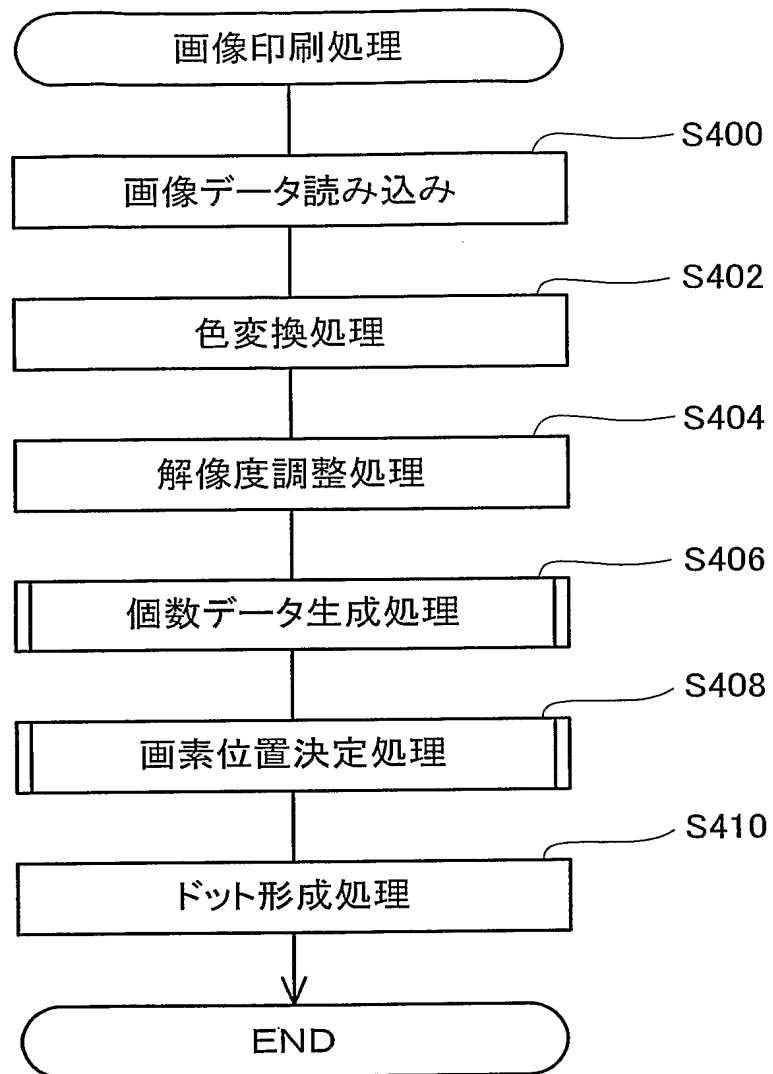 画像印刷処理
S400
画像データ読み込み
S402
色変換処理
S404
解像度調整処理
S406
個数データ生成処理
S408
画素位置決定処理
S410
ドット形成処理
END